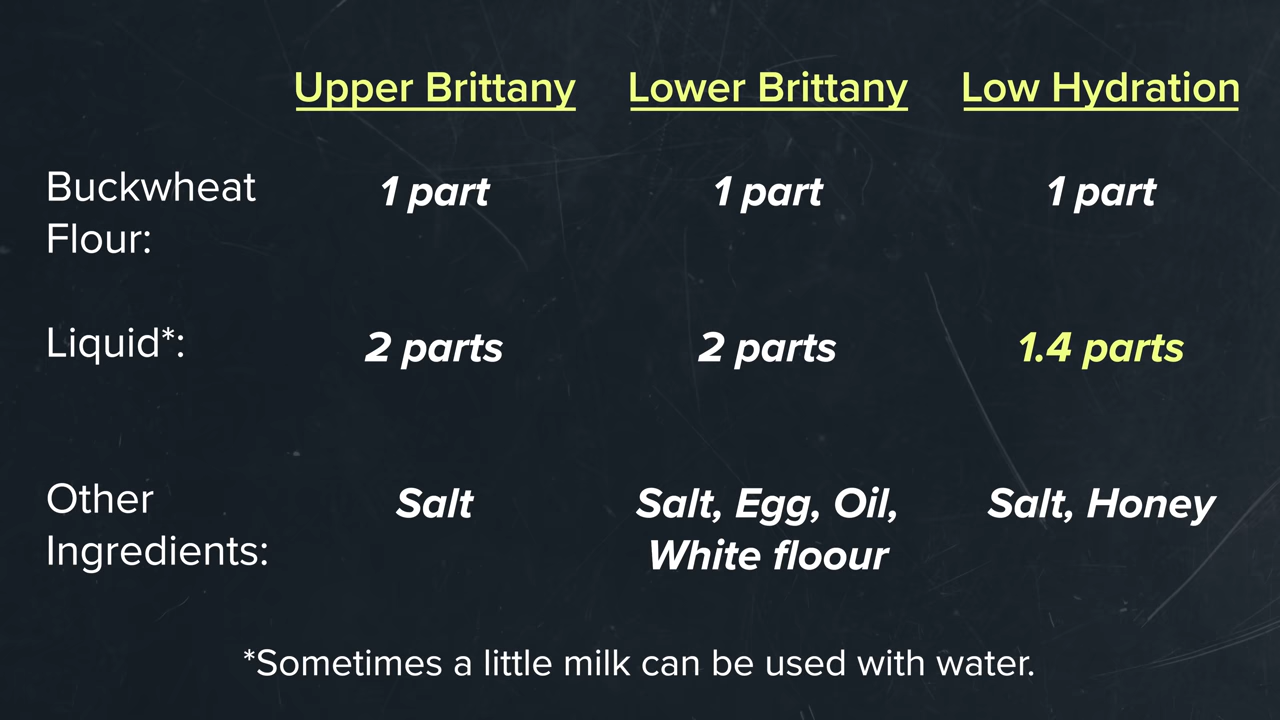 Upper Brittany Lower Brittany Low Hydration
Buckwheat Flour: 1 part 1 part 1 part
Liquid*: 2 parts 2 parts 1.4 parts
Other Ingredients: Salt Salt, Egg, Oil, White floour Salt, Honey
*Sometimes a little milk can be used with water.